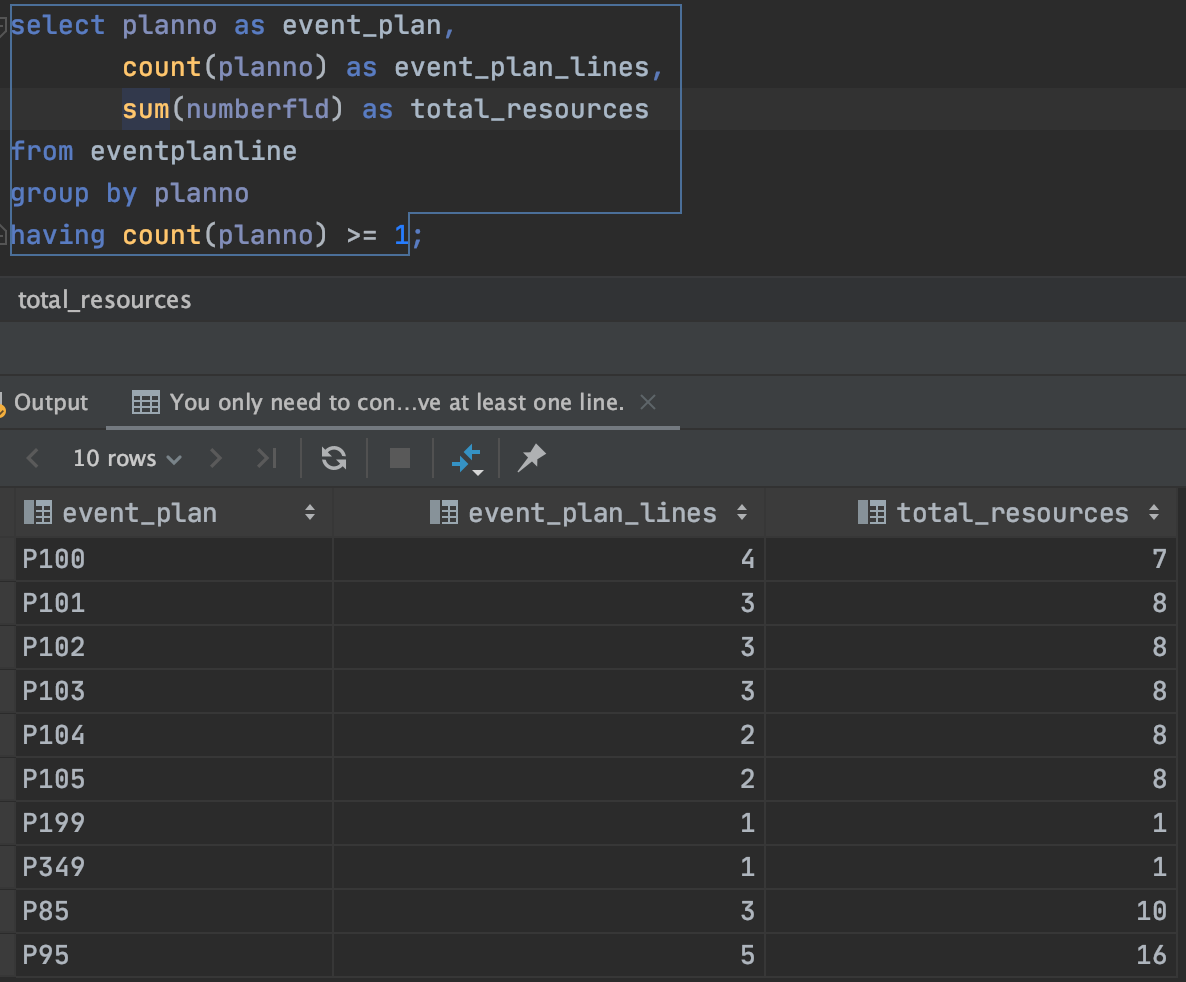 select planno as event_plan,
count(planno) as event_plan_lines,
sum(numberfld) as total_resources
from eventplanline
group by planno
having count(planno) >= 1;
total_resources
Output You only need to con...ve at least one line.
10 rows
event_plan event_plan_lines total_resources
P100 4 7
P101 3 8
P102 3 8
P103 3 8
P104 2 8
P105 2 8
P199 1 1
P349 1 1
P85 3 10
P95 5 16